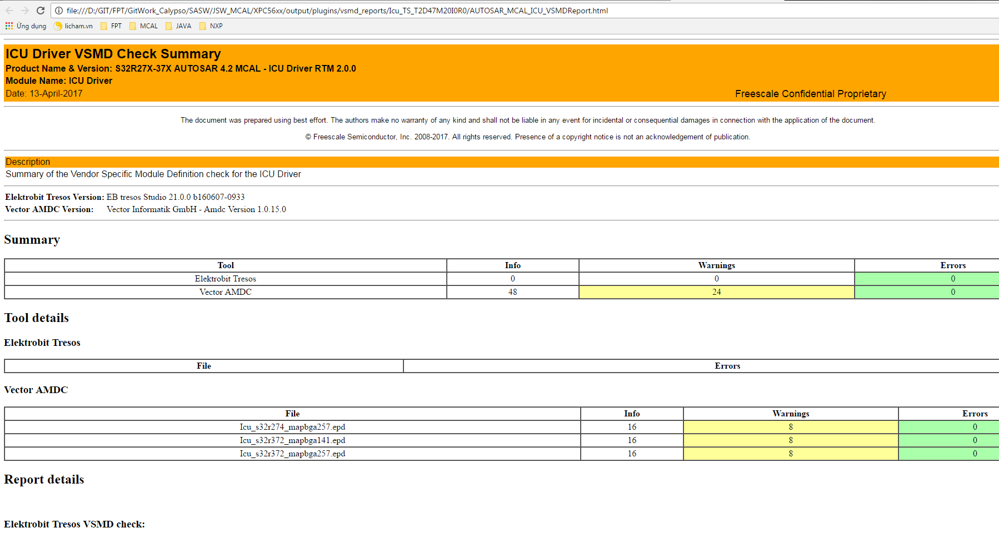 file:///D:/GIT/FPT/GitWork_Calypso/SASW/JSW_MCAL/XPC56xx/output/plugins/vsmd_reports/Icu_TS_T2D47M20I0R0/AUTOSAR_MCAL_ICU_VSMDReport.html
Ứng dụng licham.vn FPT MCAL JAVA NXP
ICU Driver VSMD Check Summary
Product Name & Version: S32R27X-37X AUTOSAR 4.2 MCAL - ICU Driver RTM 2.0.0
Module Name: ICU Driver
Date: 13-April-2017 Freescale Confidential Proprietary
The document was prepared using best effort. The authors make no warranty of any kind and shall not be liable in any event for incidental or consequential damages in connection with the application of the document.
© Freescale Semiconductor, Inc. 2008-2017. All rights reserved. Presence of a copyright notice is not an acknowledgement of publication.
Description
Summary of the Vendor Specific Module Definition check for the ICU Driver
Elektrobit Tresos Version: EB tresos Studio 21.0.0 b160607-0933
Vector AMDC Version: Vector Informatik GmbH - Amdc Version 1.0.15.0
Summary
Tool Info Warnings Errors
Elektrobit Tresos 0 0 0
Vector AMDC 48 24 0
Tool details
Elektrobit Tresos
File Errors
Vector AMDC
File Info Warnings Errors
Icu_s32r274_mapbga257.epd 16 8 0
Icu_s32r372_mapbga141.epd 16 8 0
Icu_s32r372_mapbga257.epd 16 8 0
Report details
Elektrobit Tresos VSMD check: